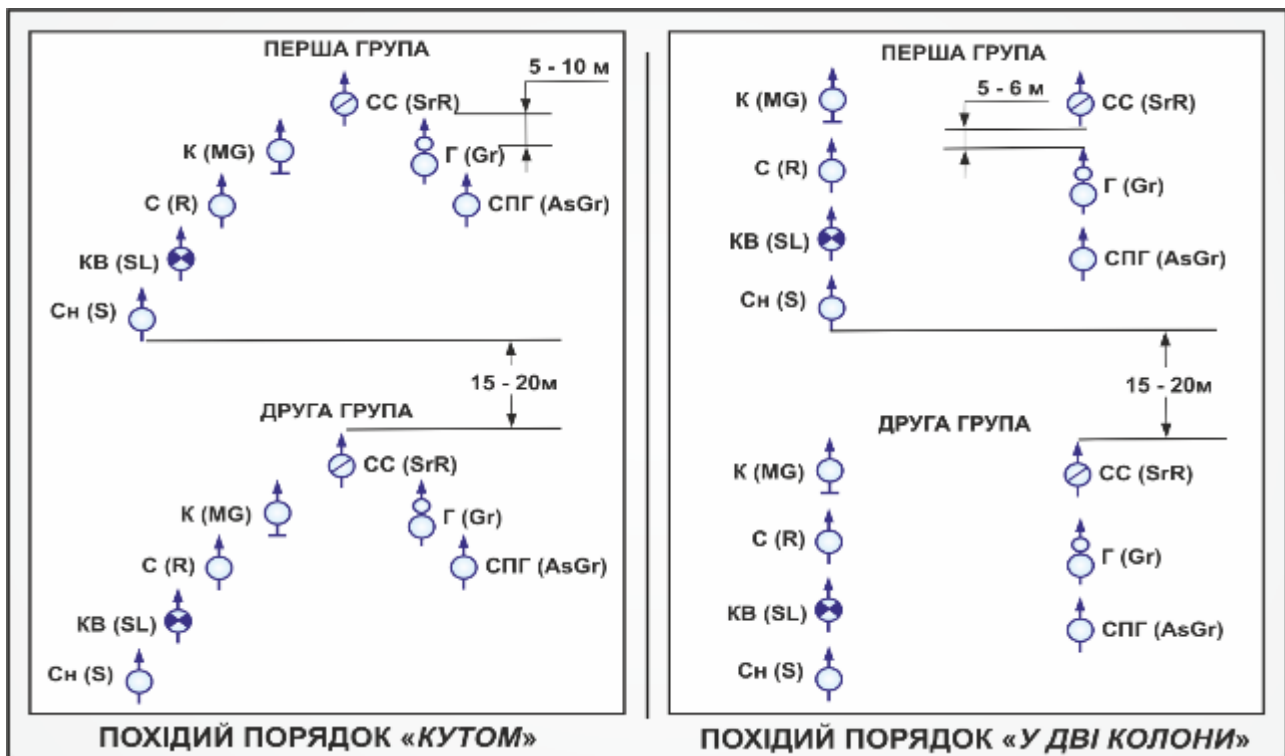 ПЕРША ГРУПА
5 - 10 м
СС (SrR)
К (MG)
Г (Gr)
С (R)
СПГ (AsGr)
КВ (SL)
Сн (S)
15 - 20м
ДРУГА ГРУПА
СС (SrR)
К (MG)
Г (Gr)
С (R)
СПГ (AsGr)
КВ (SL)
Сн (S)
ПОХІДИЙ ПОРЯДОК «КУТОМ»
ПЕРША ГРУПА
5 - 6 м
К (MG)
СС (SrR)
С (R)
Г (Gr)
КВ (SL)
СПГ (AsGr)
Сн (S)
15 - 20м
ДРУГА ГРУПА
К (MG)
СС (SrR)
С (R)
Г (Gr)
КВ (SL)
СПГ (AsGr)
Сн (S)
ПОХІДИЙ ПОРЯДОК «У ДВІ КОЛОНИ»